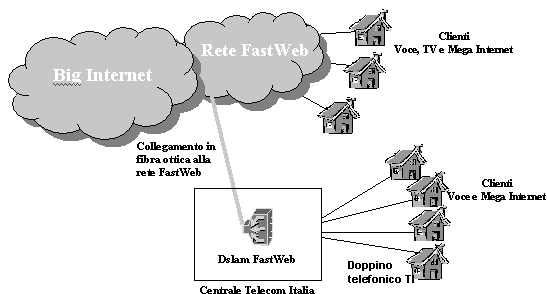 Big Internet
Rete FastWeb
Clienti
Voce, TV e Mega Internet
Collegamento in
fibra ottica alla
rete FastWeb
Clienti
Voce e Mega Internet
Dslam FastWeb
Doppino
telefonico TI
Centrale Telecom Italia